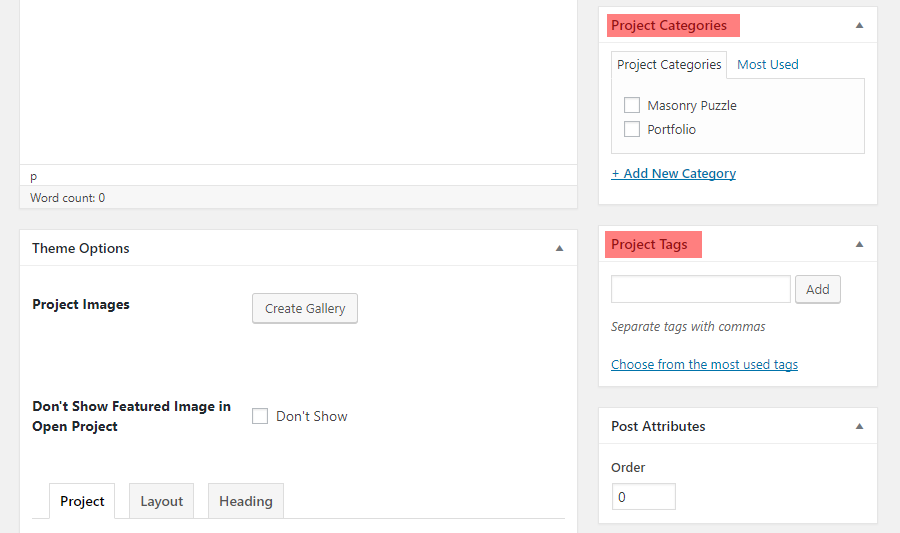 p
Word count: 0
Theme Options
Project Images
Create Gallery
Don't Show Featured Image in
Open Project
Don't Show
Project Layout Heading
Project Categories
Project Categories Most Used
Masonry Puzzle
Portfolio
+ Add New Category
Project Tags
Add
Separate tags with commas
Choose from the most used tags
Post Attributes
Order
0